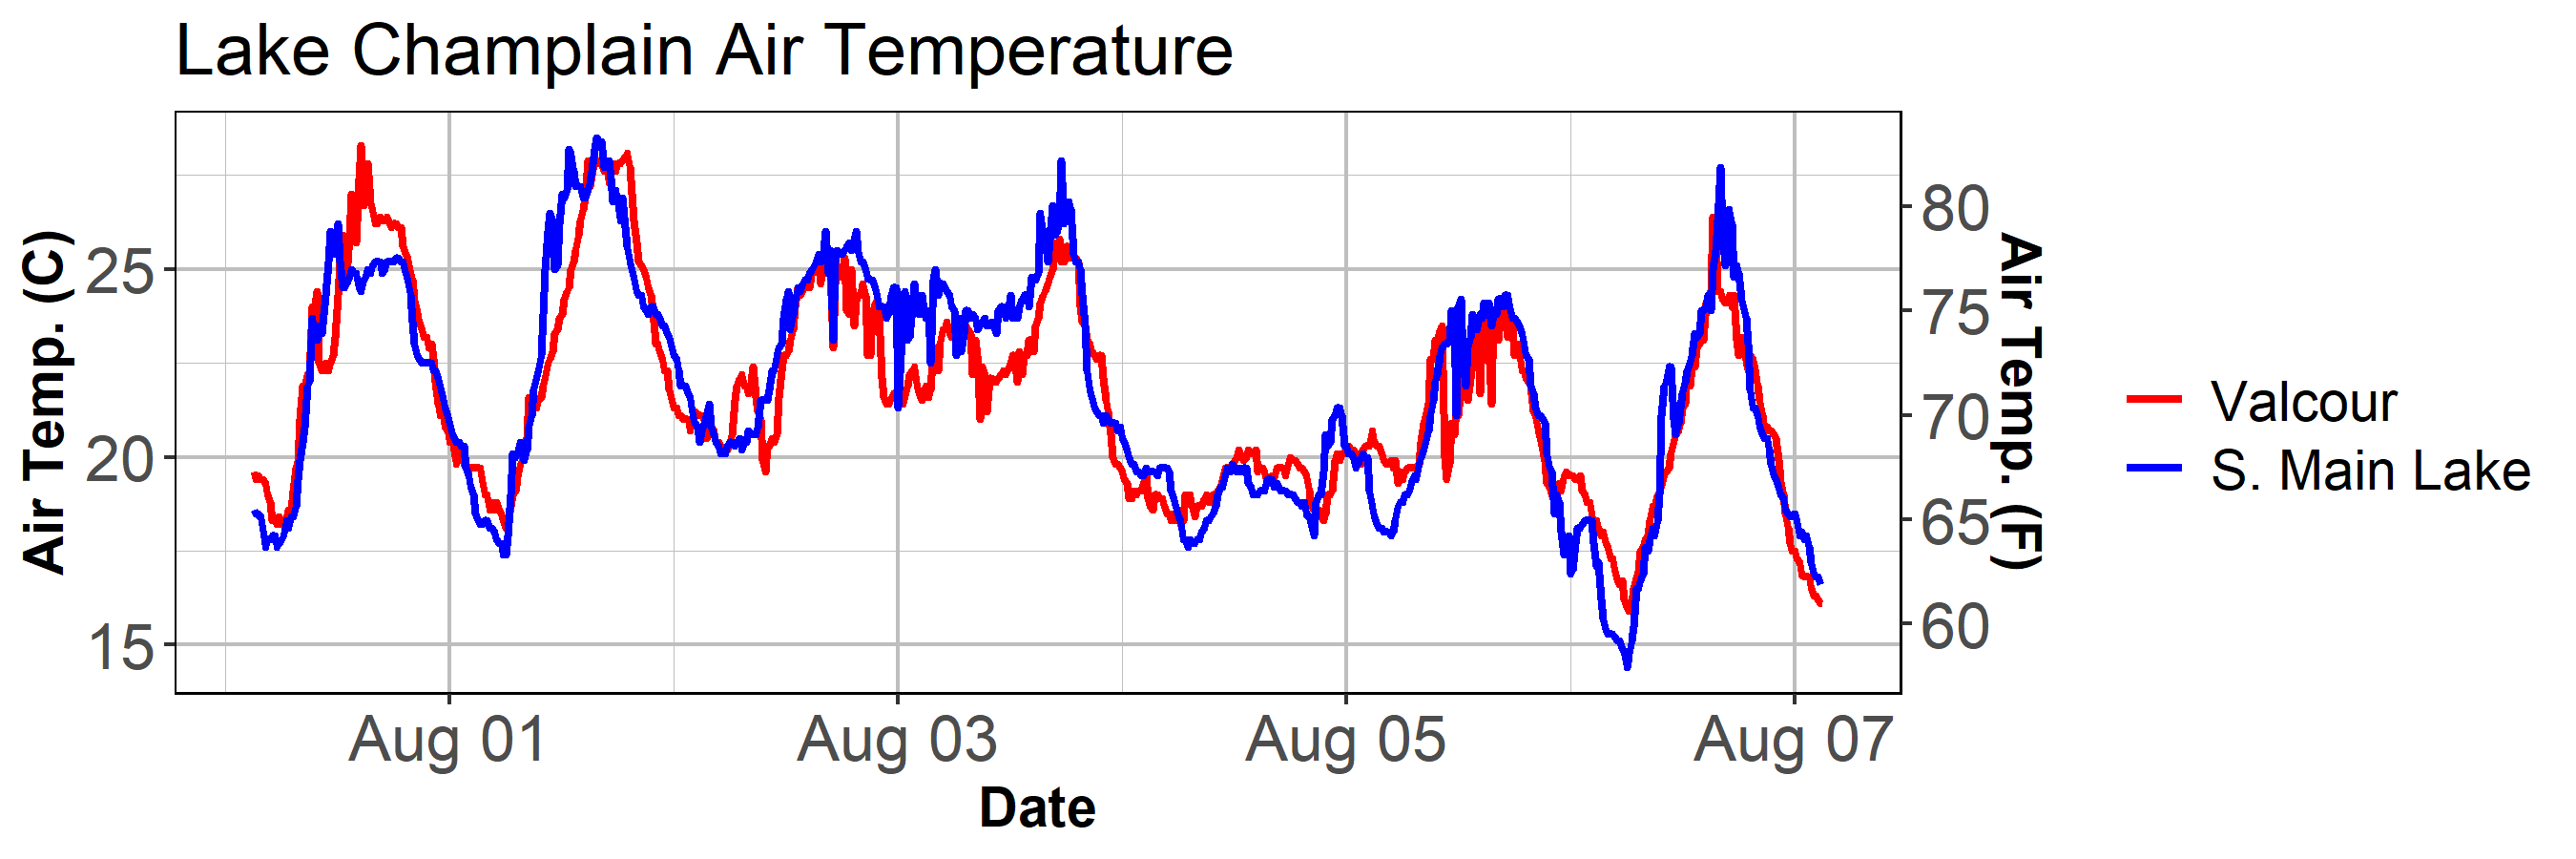 Lake Champlain Air Temperature
Air Temp. (C)
25
20
15
80
75
70
65
60
Air Temp. (F)
Valcour
S. Main Lake
Aug 01
Aug 03
Aug 05
Aug 07
Date